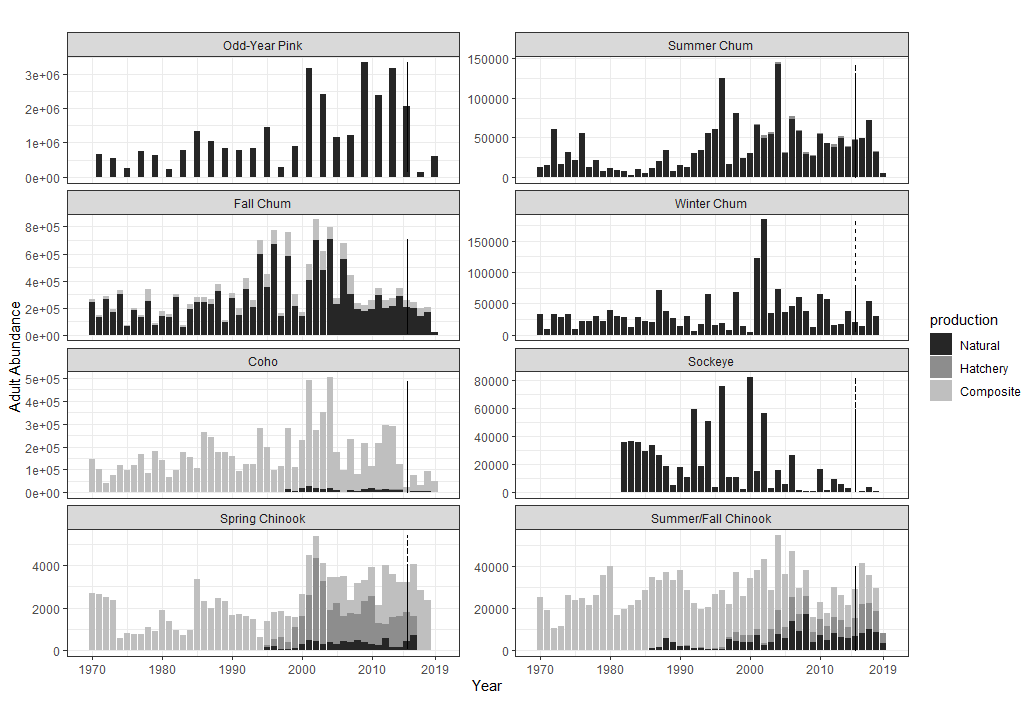 Odd-Year Pink
Summer Chum
3e+06
2e+06
1e+06
0e+00
150000
100000
50000
0
Fall Chum
Winter Chum
8e+05
6e+05
4e+05
2e+05
0e+00
150000
100000
50000
0
Coho
Sockeye
5e+05
4e+05
3e+05
2e+05
1e+05
0e+00
80000
60000
40000
20000
0
Spring Chinook
Summer/Fall Chinook
4000
2000
0
40000
20000
0
1970 1980 1990 2000 2010 2019
1970 1980 1990 2000 2010 2019
Adult Abundance
Year
production
Natural
Hatchery
Composite